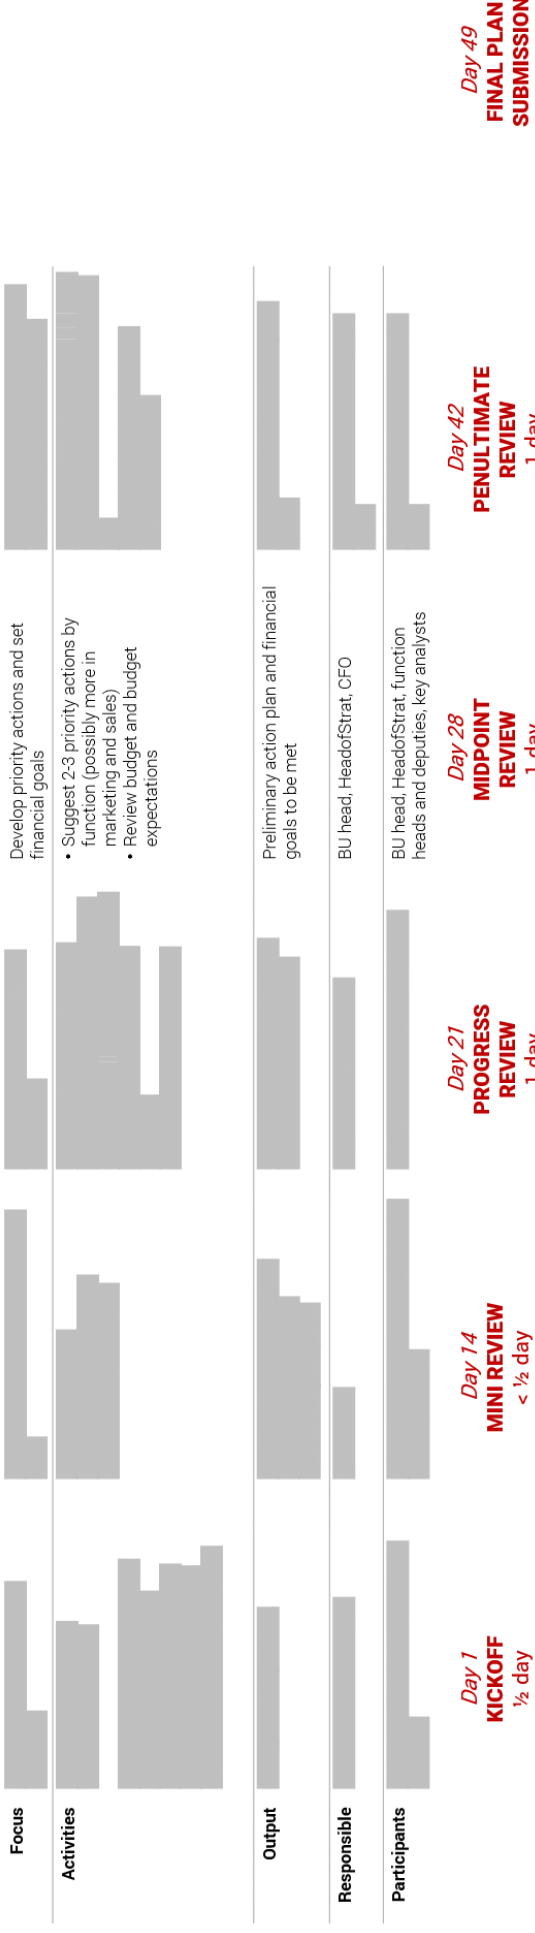 Focus
Develop priority actions and set
financial goals
Activities
• Suggest 2-3 priority actions by
function (possibly more in
marketing and sales)
• Review budget and budget
expectations
Output
Preliminary action plan and financial
goals to be met
Responsible
BU head, HeadofStrat, CFO
Participants
BU head, HeadofStrat, function
heads and deputies, key analysts
Day 1
KICKOFF
½ day
Day 14
MINI REVIEW
< ½ day
Day 21
PROGRESS
REVIEW
1 day
Day 28
MIDPOINT
REVIEW
1 day
Day 42
PENULTIMATE
REVIEW
1 day
Day 49
FINAL PLAN
SUBMISSION